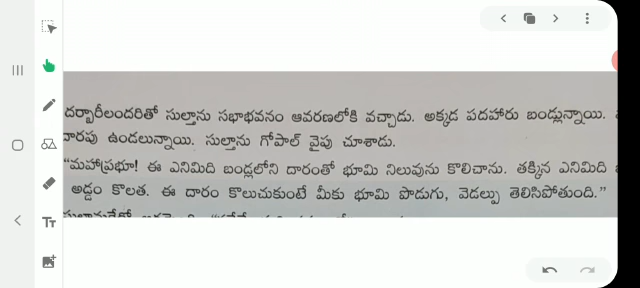 దర్బారీలందరితో సుల్తాను సభాభవనం ఆవరణలోకి వచ్చాడు. అక్కడ పదహారు బండ్లున్నాయి.
దారపు ఉండలున్నాయి. సుల్తాను గోపాల్ వైపు చూశాడు.
“మహాప్రభూ! ఈ ఎనిమిది బండ్లలోని దారంతో భూమి నిలువును కొలిచాను. తక్కిన ఎనిమిది
అడ్డం కొలత. ఈ దారం కొలుచుకుంటే మీకు భూమి పొడుగు, వెడల్పు తెలిసిపోతుంది.”
Tт